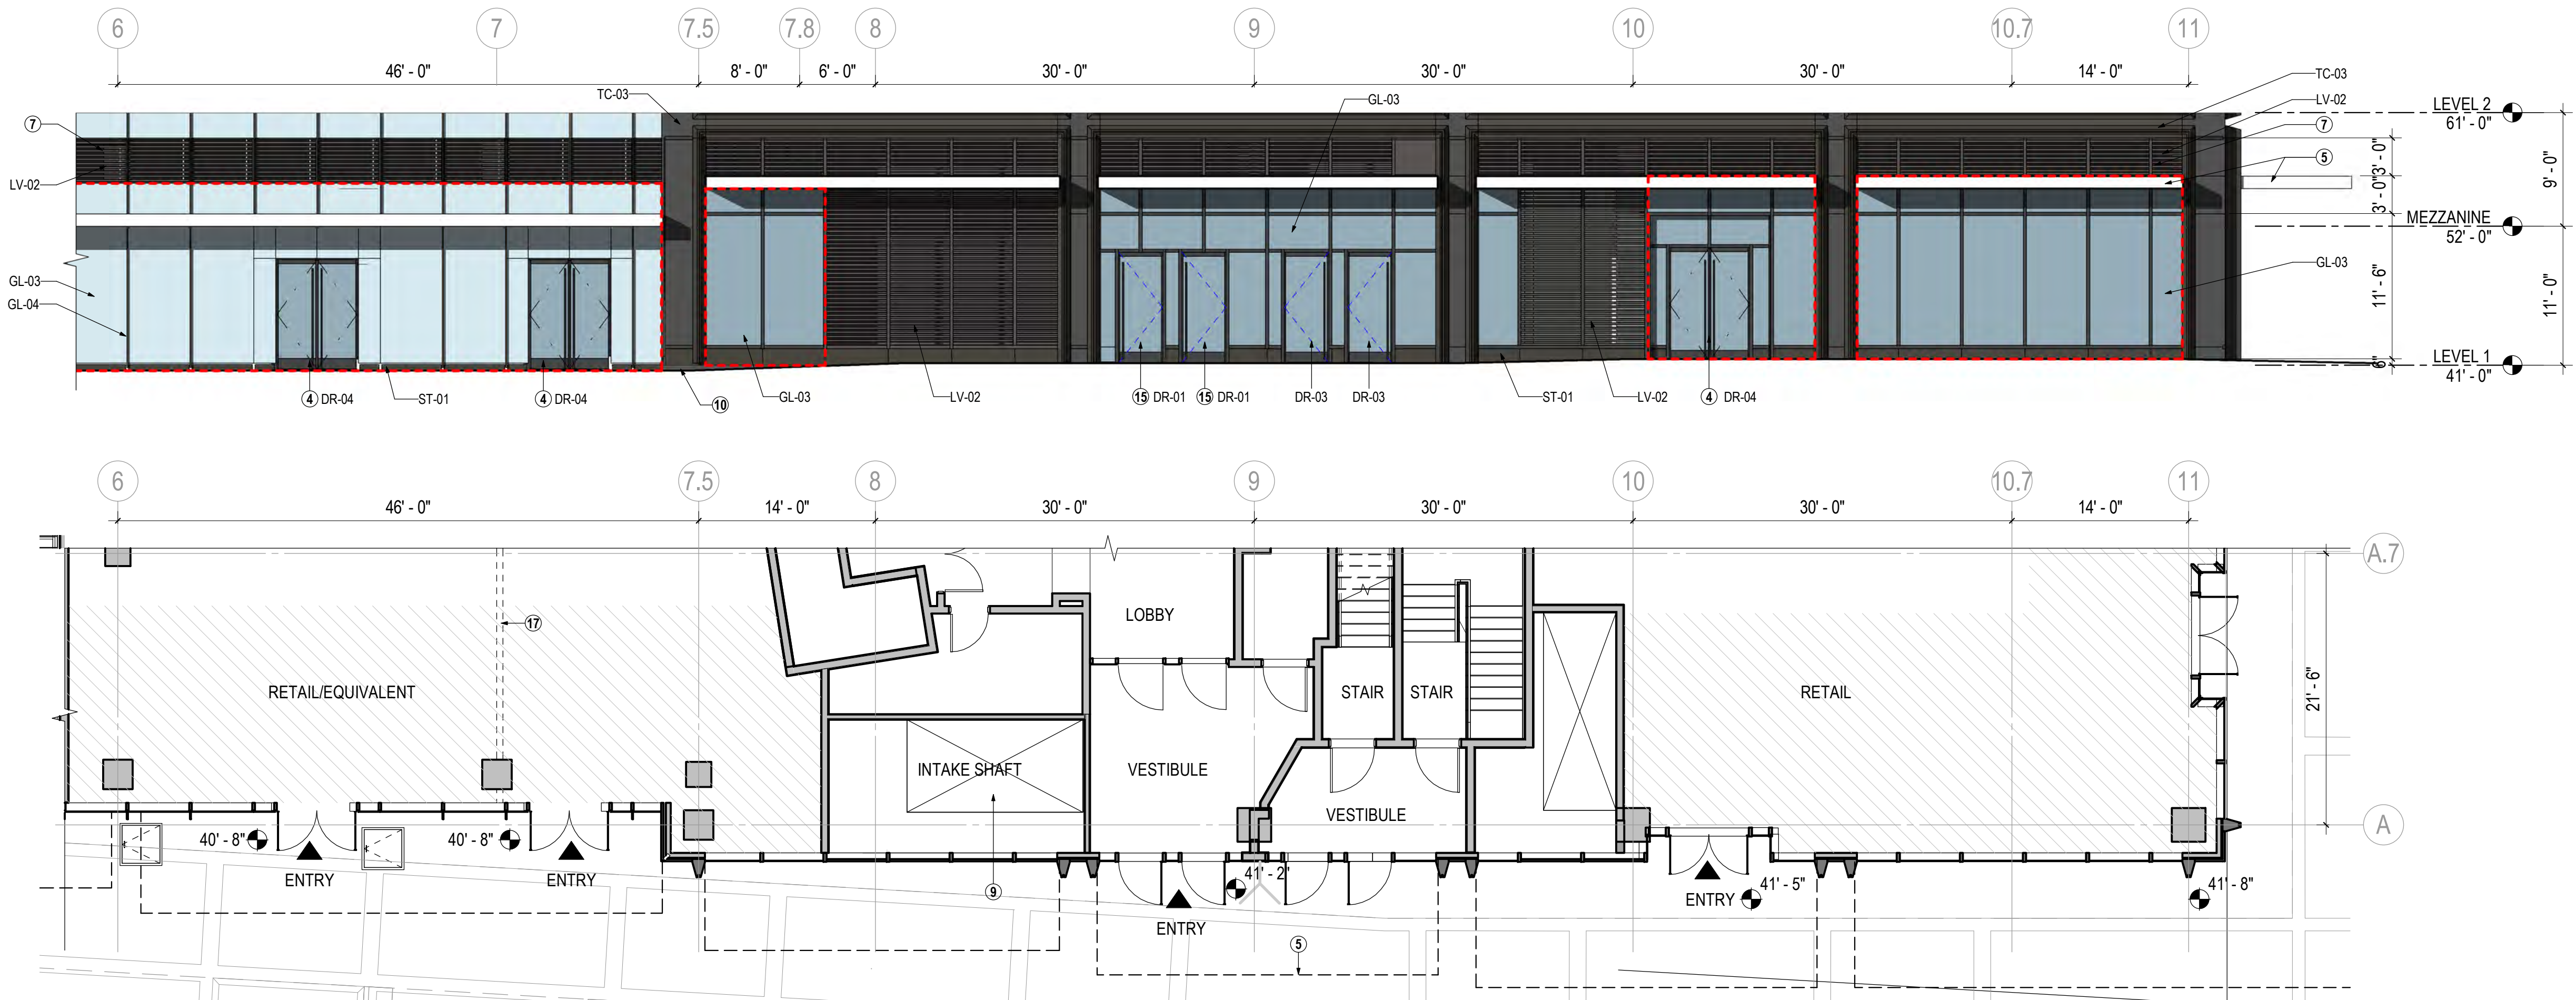 6 7 7.5 7.8 8 9 10 10.7 11
46' - 0" 8' - 0" 6' - 0" 30' - 0" 30' - 0" 30' - 0" 14' - 0"
TC-03
GL-03
TC-03
LV-02
7
5
7
LV-02
GL-03
GL-04
GL-03
LEVEL 2
61' - 0"
MEZZANINE
52' - 0"
LEVEL 1
41' - 0"
3' - 0"
3' - 0"
11' - 6"
6"
9' - 0"
11' - 0"
4 DR-04
ST-01
4 DR-04
10
GL-03
LV-02
15 DR-01
15 DR-01
DR-03
DR-03
ST-01
LV-02
4 DR-04
6 7.5 8 9 10 10.7 11
46' - 0" 14' - 0" 30' - 0" 30' - 0" 30' - 0" 14' - 0"
A.7
17
LOBBY
RETAIL/EQUIVALENT
STAIR
STAIR
RETAIL
21' - 6"
INTAKE SHAFT
VESTIBULE
VESTIBULE
A
40' - 8"
40' - 8"
ENTRY
ENTRY
9
41' - 2"
ENTRY
41' - 5"
ENTRY
41' - 8"
5